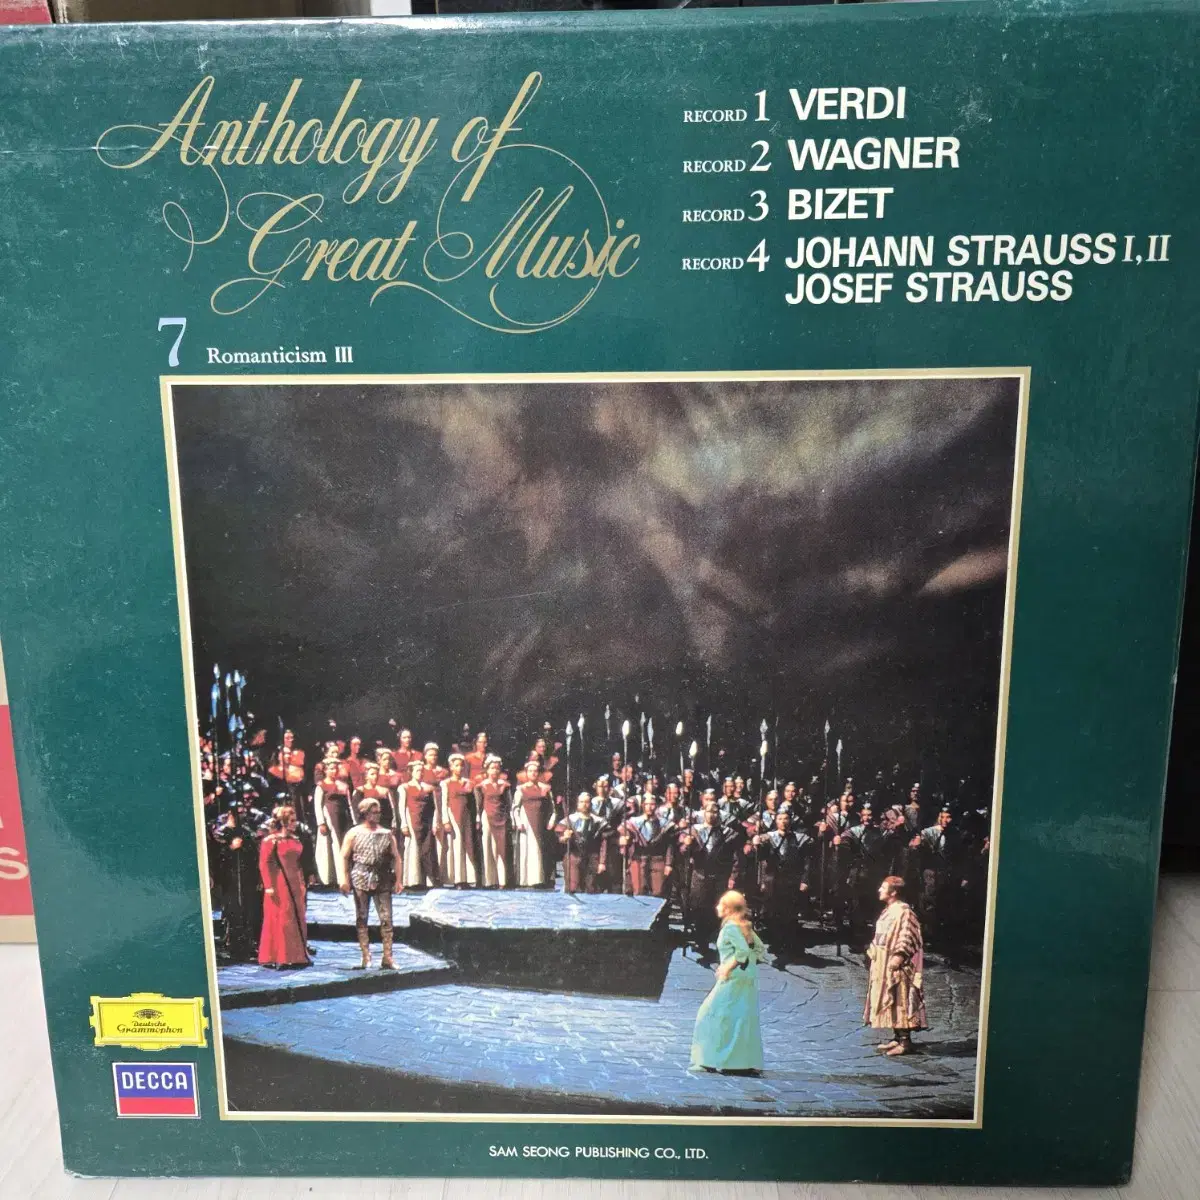 Anthology of
Great Music
7 Romanticism III
RECORD 1 VERDI
RECORD 2 WAGNER
RECORD 3 BIZET
RECORD 4 JOHANN STRAUSS I, II
JOSEF STRAUSS
Deutsche
Grammophon
DECCA
SAM SEONG PUBLISHING CO., LTD.